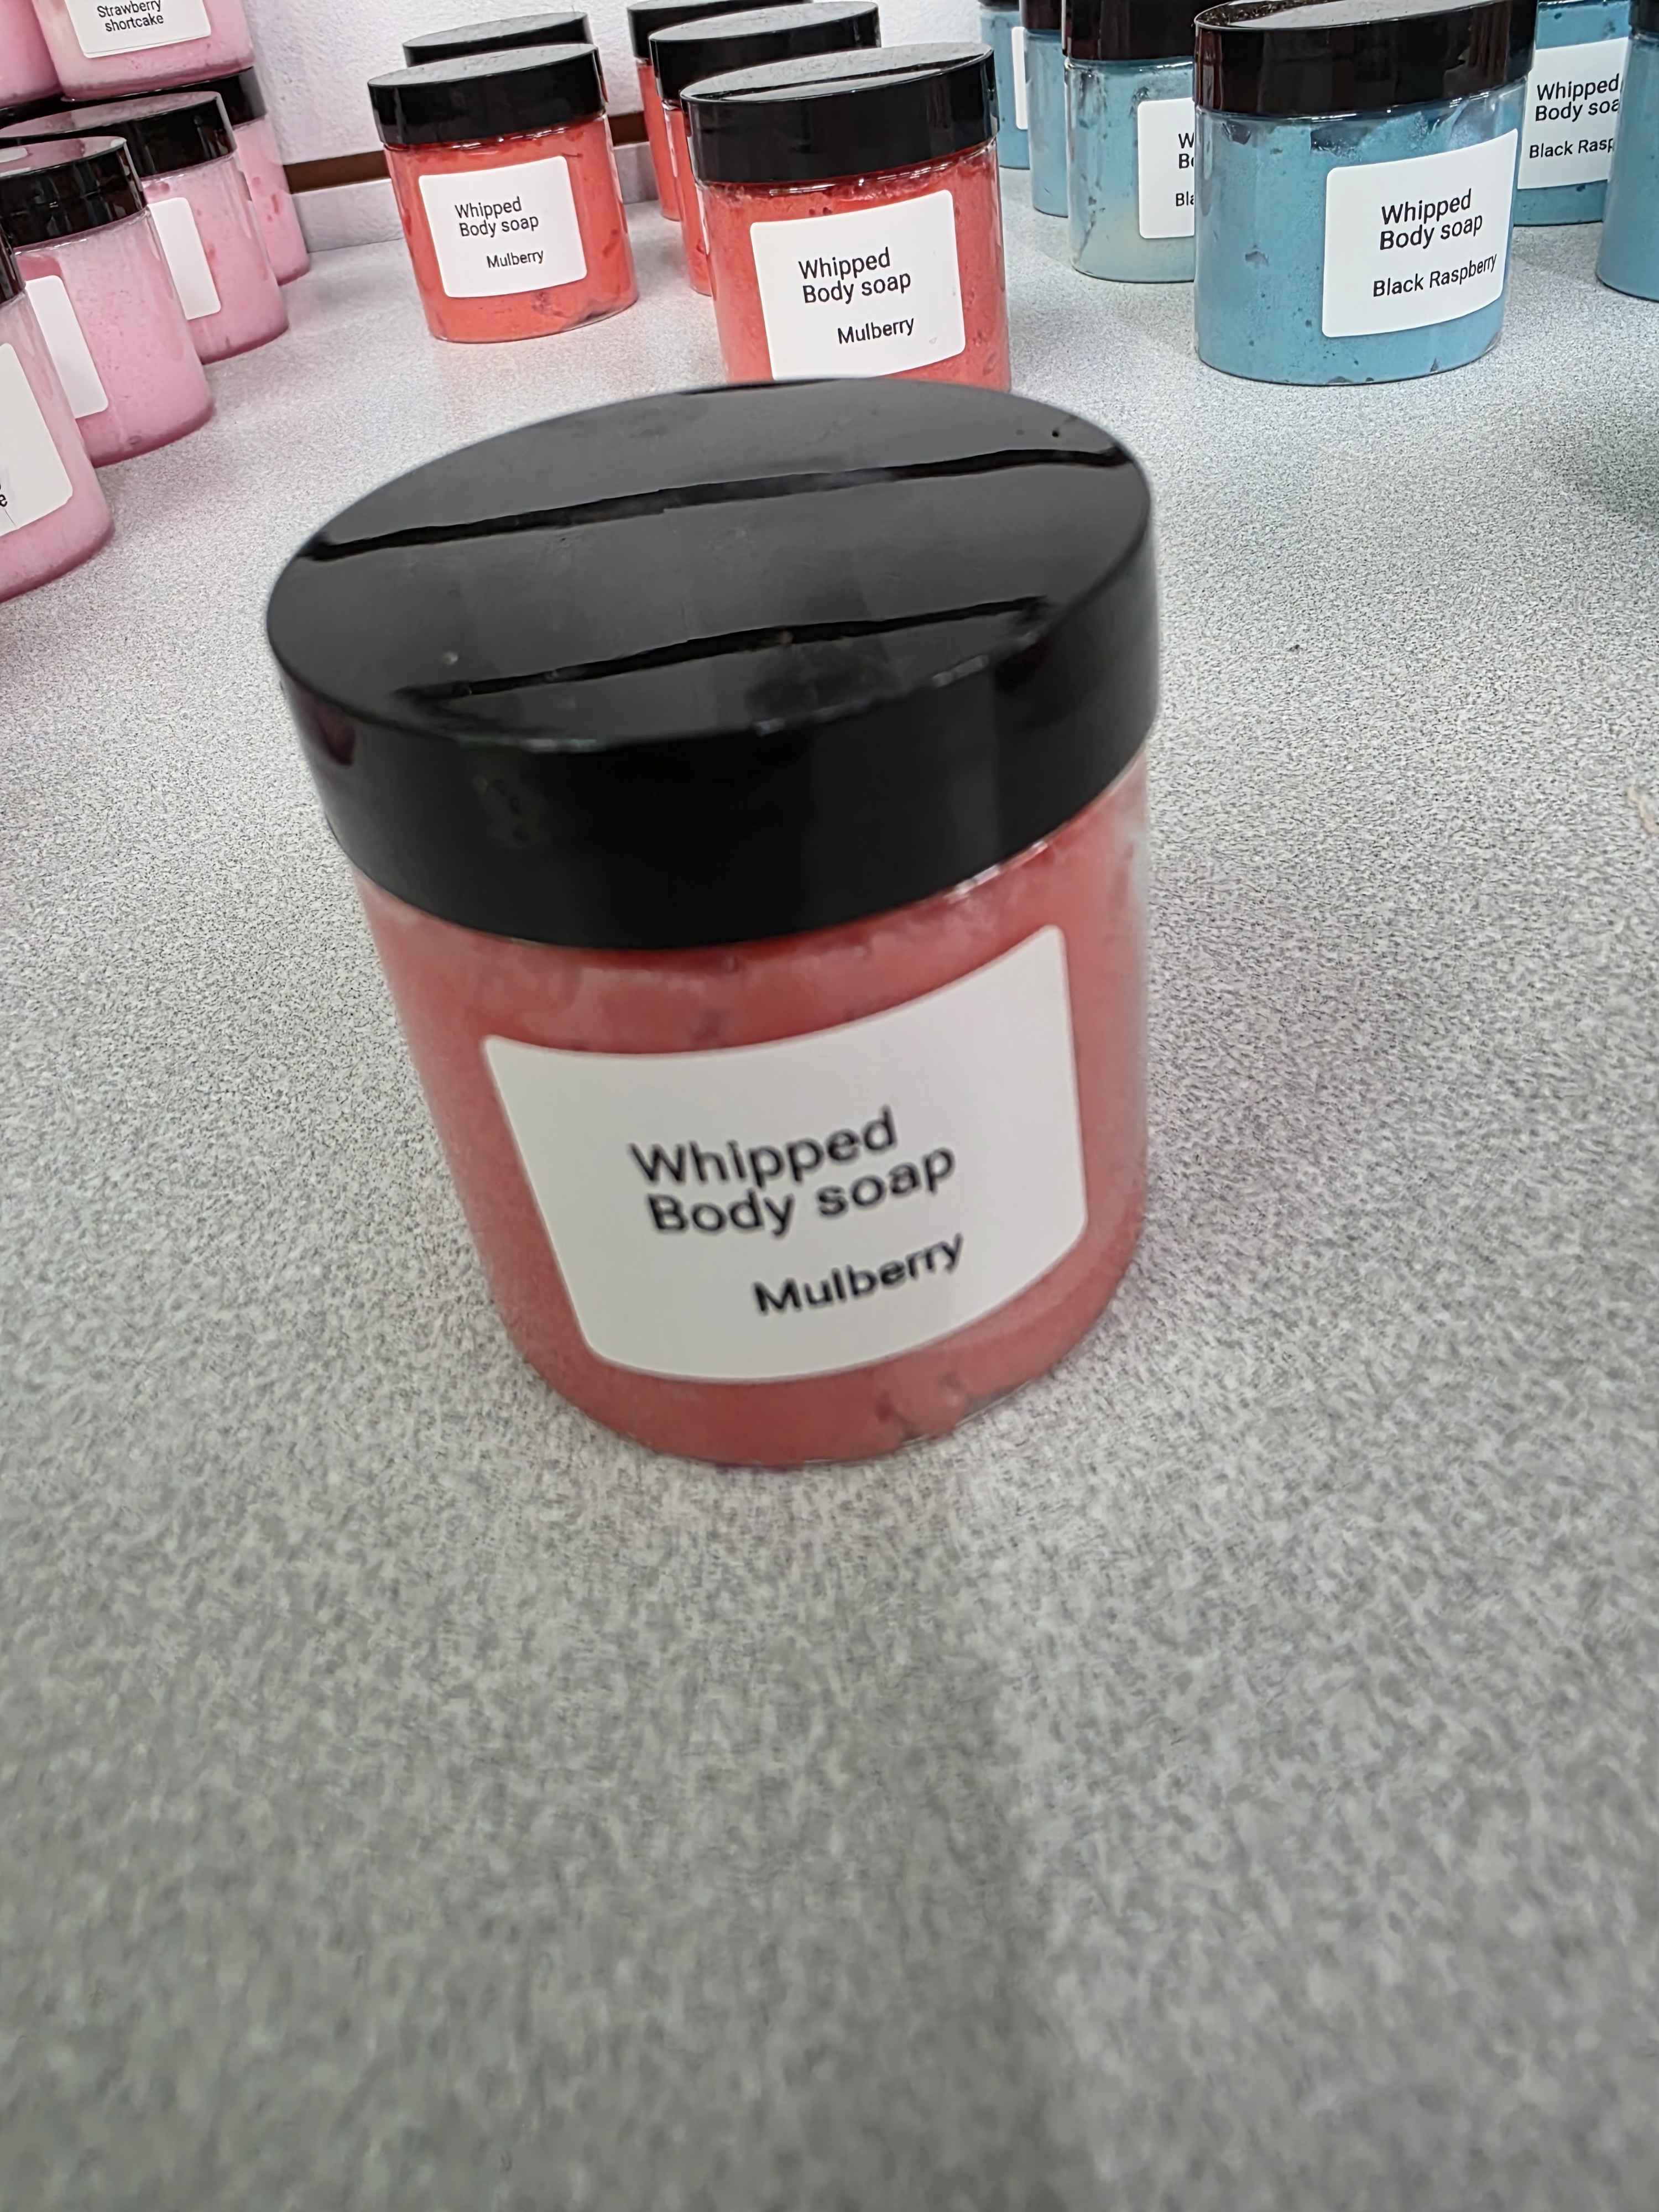 Strawberry
shortcake
Whipped
Body soap
Mulberry
Whipped
Body soap
Mulberry
Whipped
Body soap
Black Raspberry
Whipped
Body soa
Black Rasp
Whipped
Body soap
Mulberry